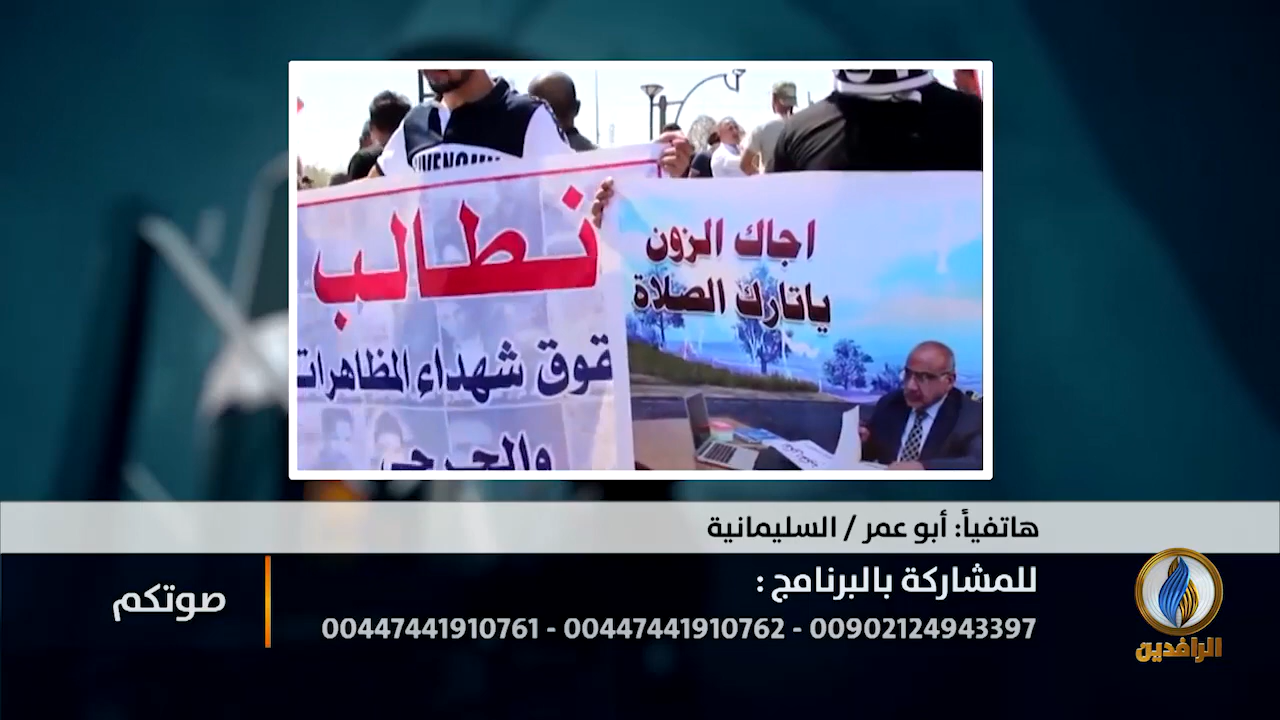 نطالب
قوق شهداء المظاهرات
والجرحى
اجاك الزون
ياتارك الصلاة
هاتفياً: أبو عمر / السليمانية
للمشاركة بالبرنامج :
00447441910761 - 00447441910762 - 00902124943397
صوتكم
الرافدين